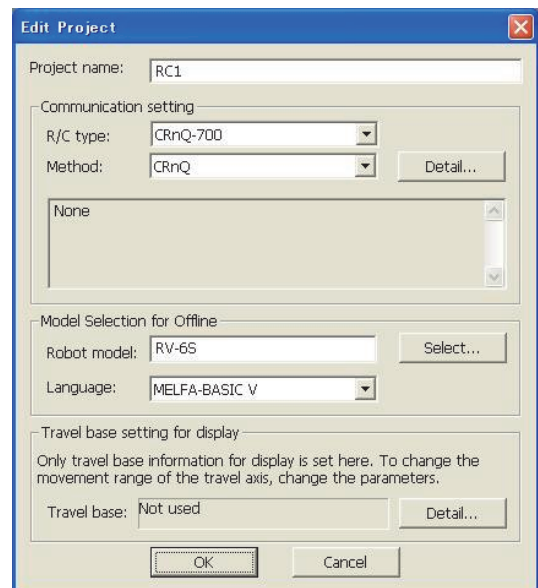 Edit Project
Project name: RC1
Communication setting
R/C type: CRnQ-700
Method: CRnQ Detail...
None
Model Selection for Offline
Robot model: RV-6S Select...
Language: MELFA-BASIC V
Travel base setting for display
Only travel base information for display is set here. To change the
movement range of the travel axis, change the parameters.
Travel base: Not used Detail...
OK Cancel